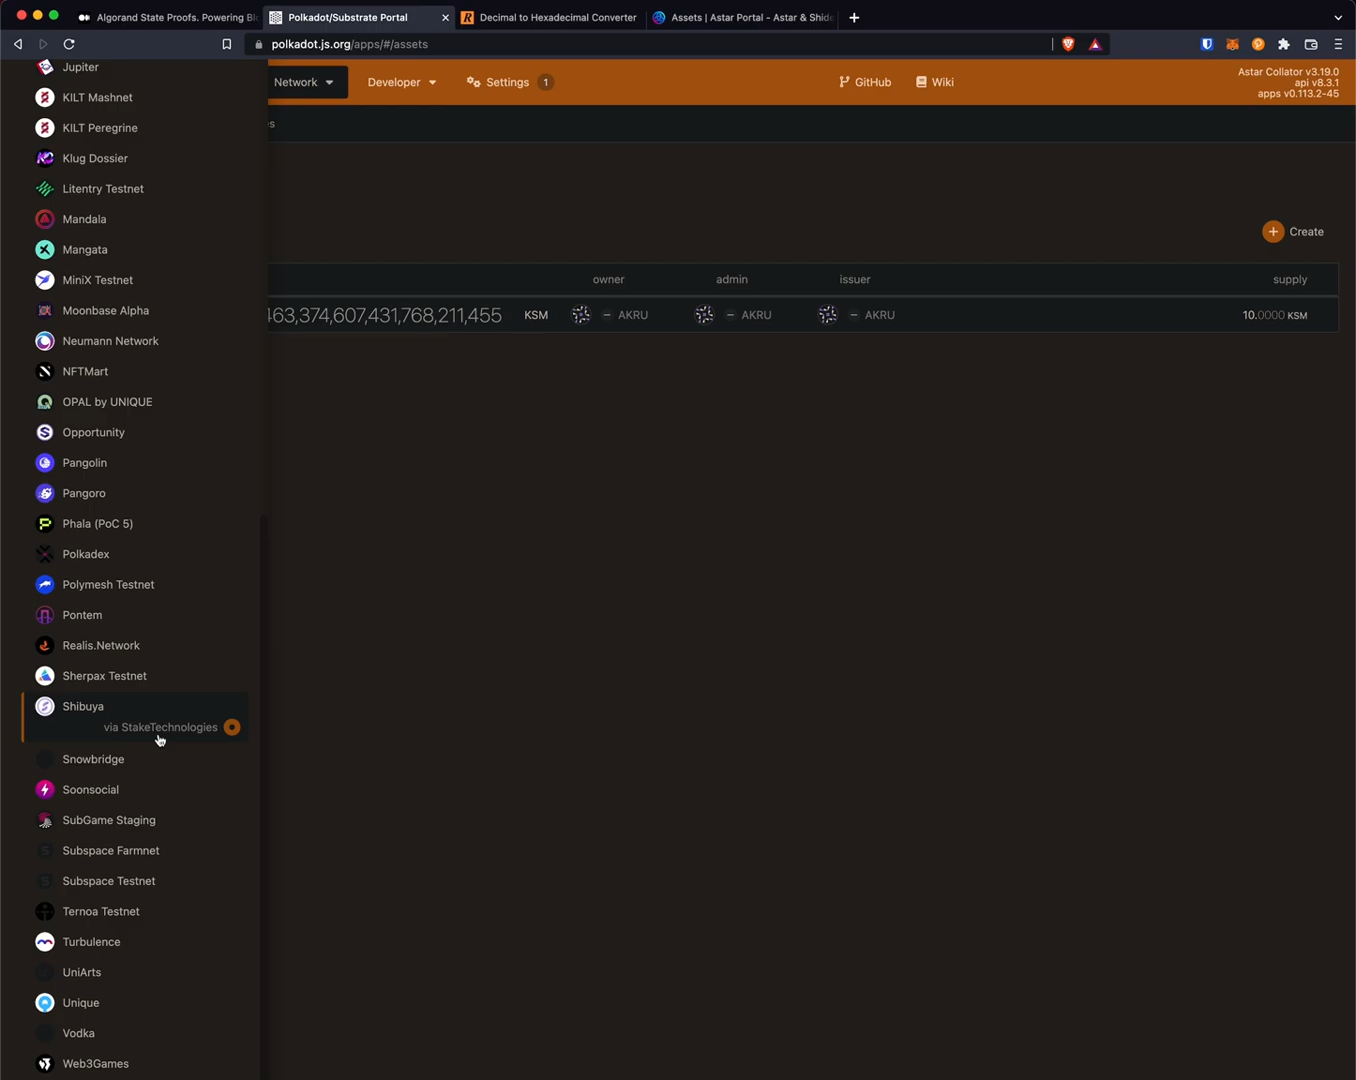 Algorand State Proofs. Powering Bl
Polkadot/Substrate Portal
Decimal to Hexadecimal Converter
Assets | Astar Portal - Astar & Shide
polkadot.js.org/apps/#/assets
Network
Developer
Settings
1
GitHub
Wiki
Astar Collator v3.19.0
api v8.3.1
apps v0.113.2-45
Jupiter
KILT Mashnet
KILT Peregrine
Klug Dossier
Litentry Testnet
Mandala
Mangata
MiniX Testnet
Moonbase Alpha
Neumann Network
NFTMart
OPAL by UNIQUE
Opportunity
Pangolin
Pangoro
Phala (PoC 5)
Polkadex
Polymesh Testnet
Pontem
Realis.Network
Sherpax Testnet
Shibuya
via StakeTechnologies
Snowbridge
Soonsocial
SubGame Staging
Subspace Farmnet
Subspace Testnet
Ternoa Testnet
Turbulence
UniArts
Unique
Vodka
Web3Games
s
Create
owner admin issuer supply
463,374,607,431,768,211,455 KSM – AKRU – AKRU – AKRU 10.0000 KSM